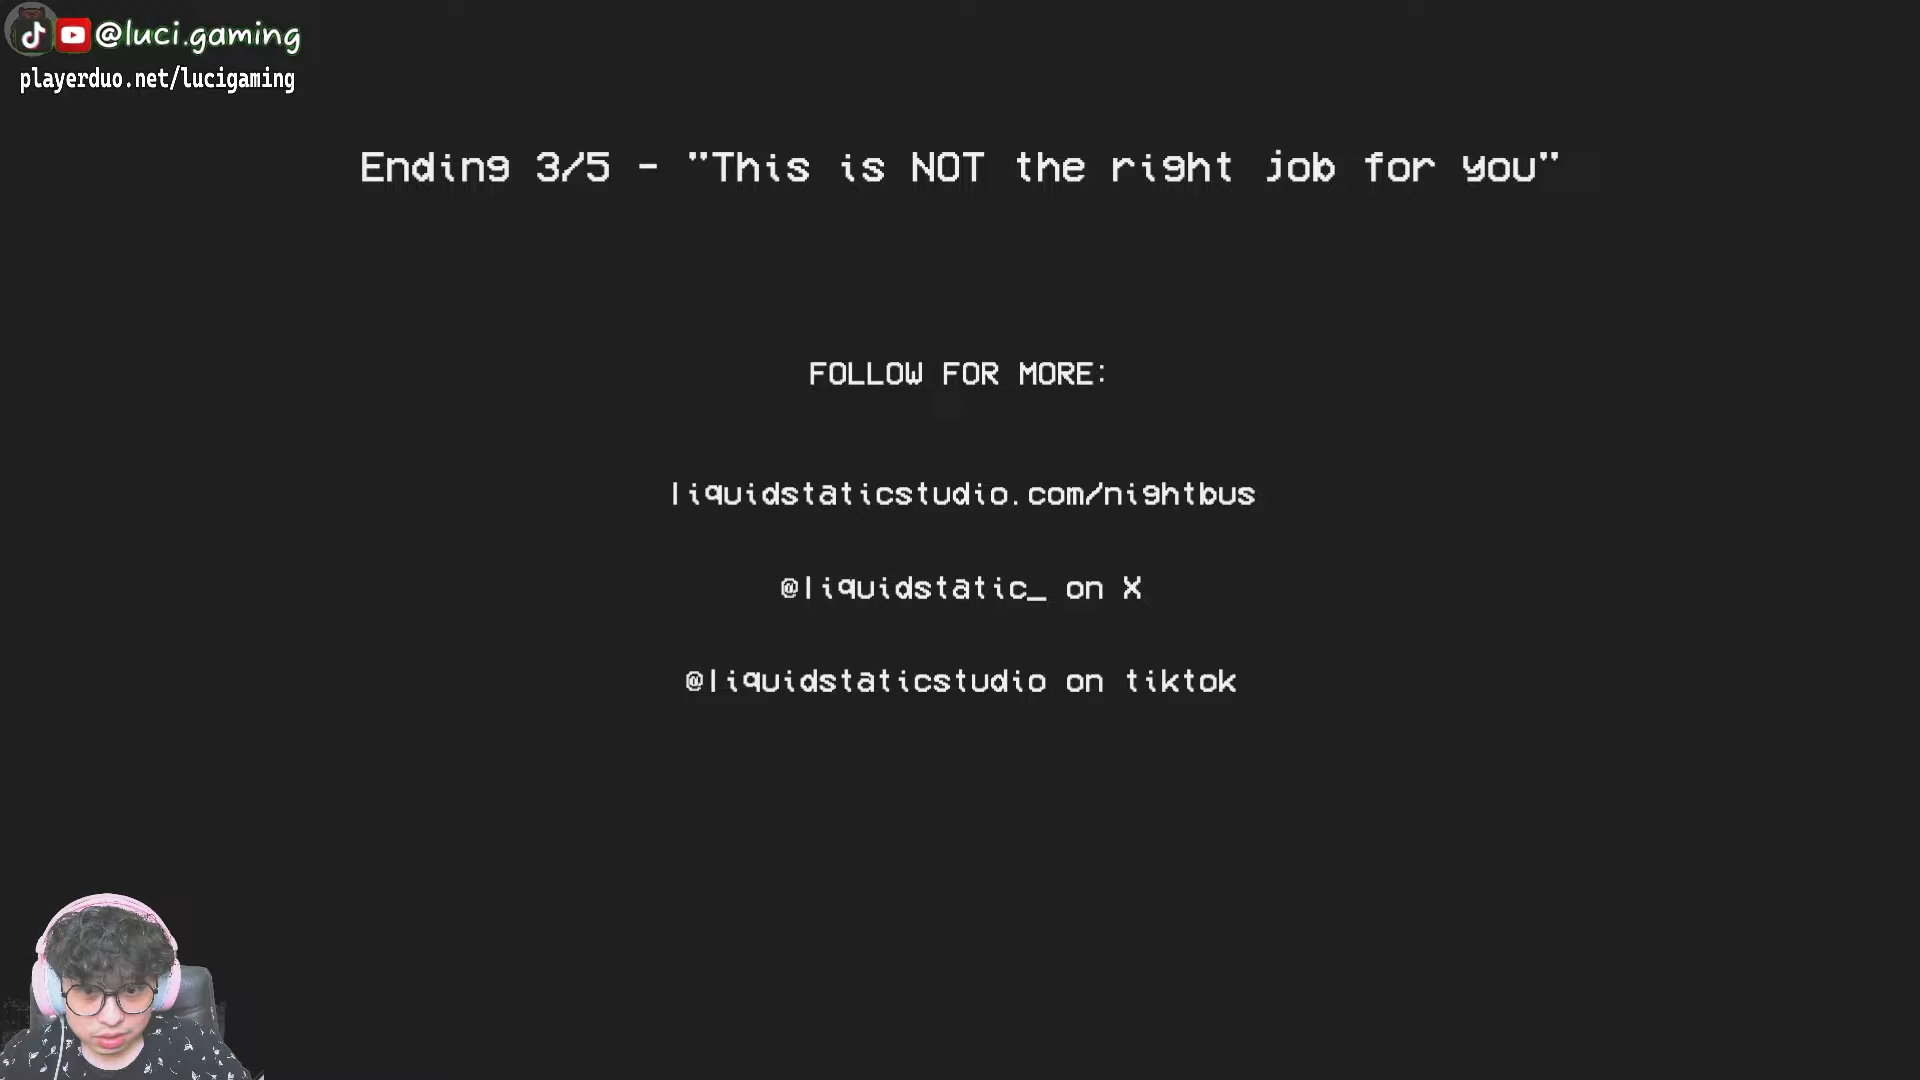 @luci.gaming
playerduo.net/lucigaming
Ending 3/5 - "This is NOT the right job for you"
FOLLOW FOR MORE:
liquidstaticstudio.com/nightbus
@liquidstatic_ on X
@liquidstaticstudio on tiktok